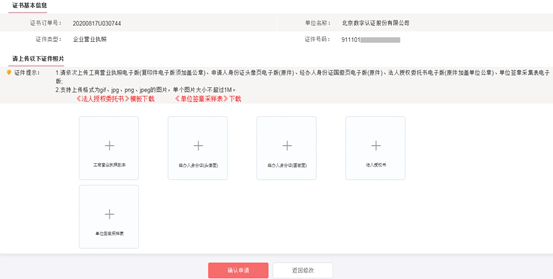 证书基本信息
证书订单号： 20200817U030744 单位名称： 北京数字认证股份有限公司
证件类型： 企业营业执照 证件号码： 911101
请上传以下证件照片
证件提示： 1.请依次上传工商营业执照电子版(复印件电子版添加盖公章)、申请人身份证头像页电子版(原件)、经办人身份证国徽页电子版(原件)、法人授权委托书电子版(原件加盖单位公章)、单位签章采集表电子版;
2.支持上传格式为gif、jpg、png、jpeg的图片，单个图片大小不超过1M。
《法人授权委托书》模板下载 《单位签章采样表》下载
工商营业执照副本 经办人身份证(头像面) 经办人身份证(国徽面) 法人授权书
单位签章采样表
确认申请 返回修改